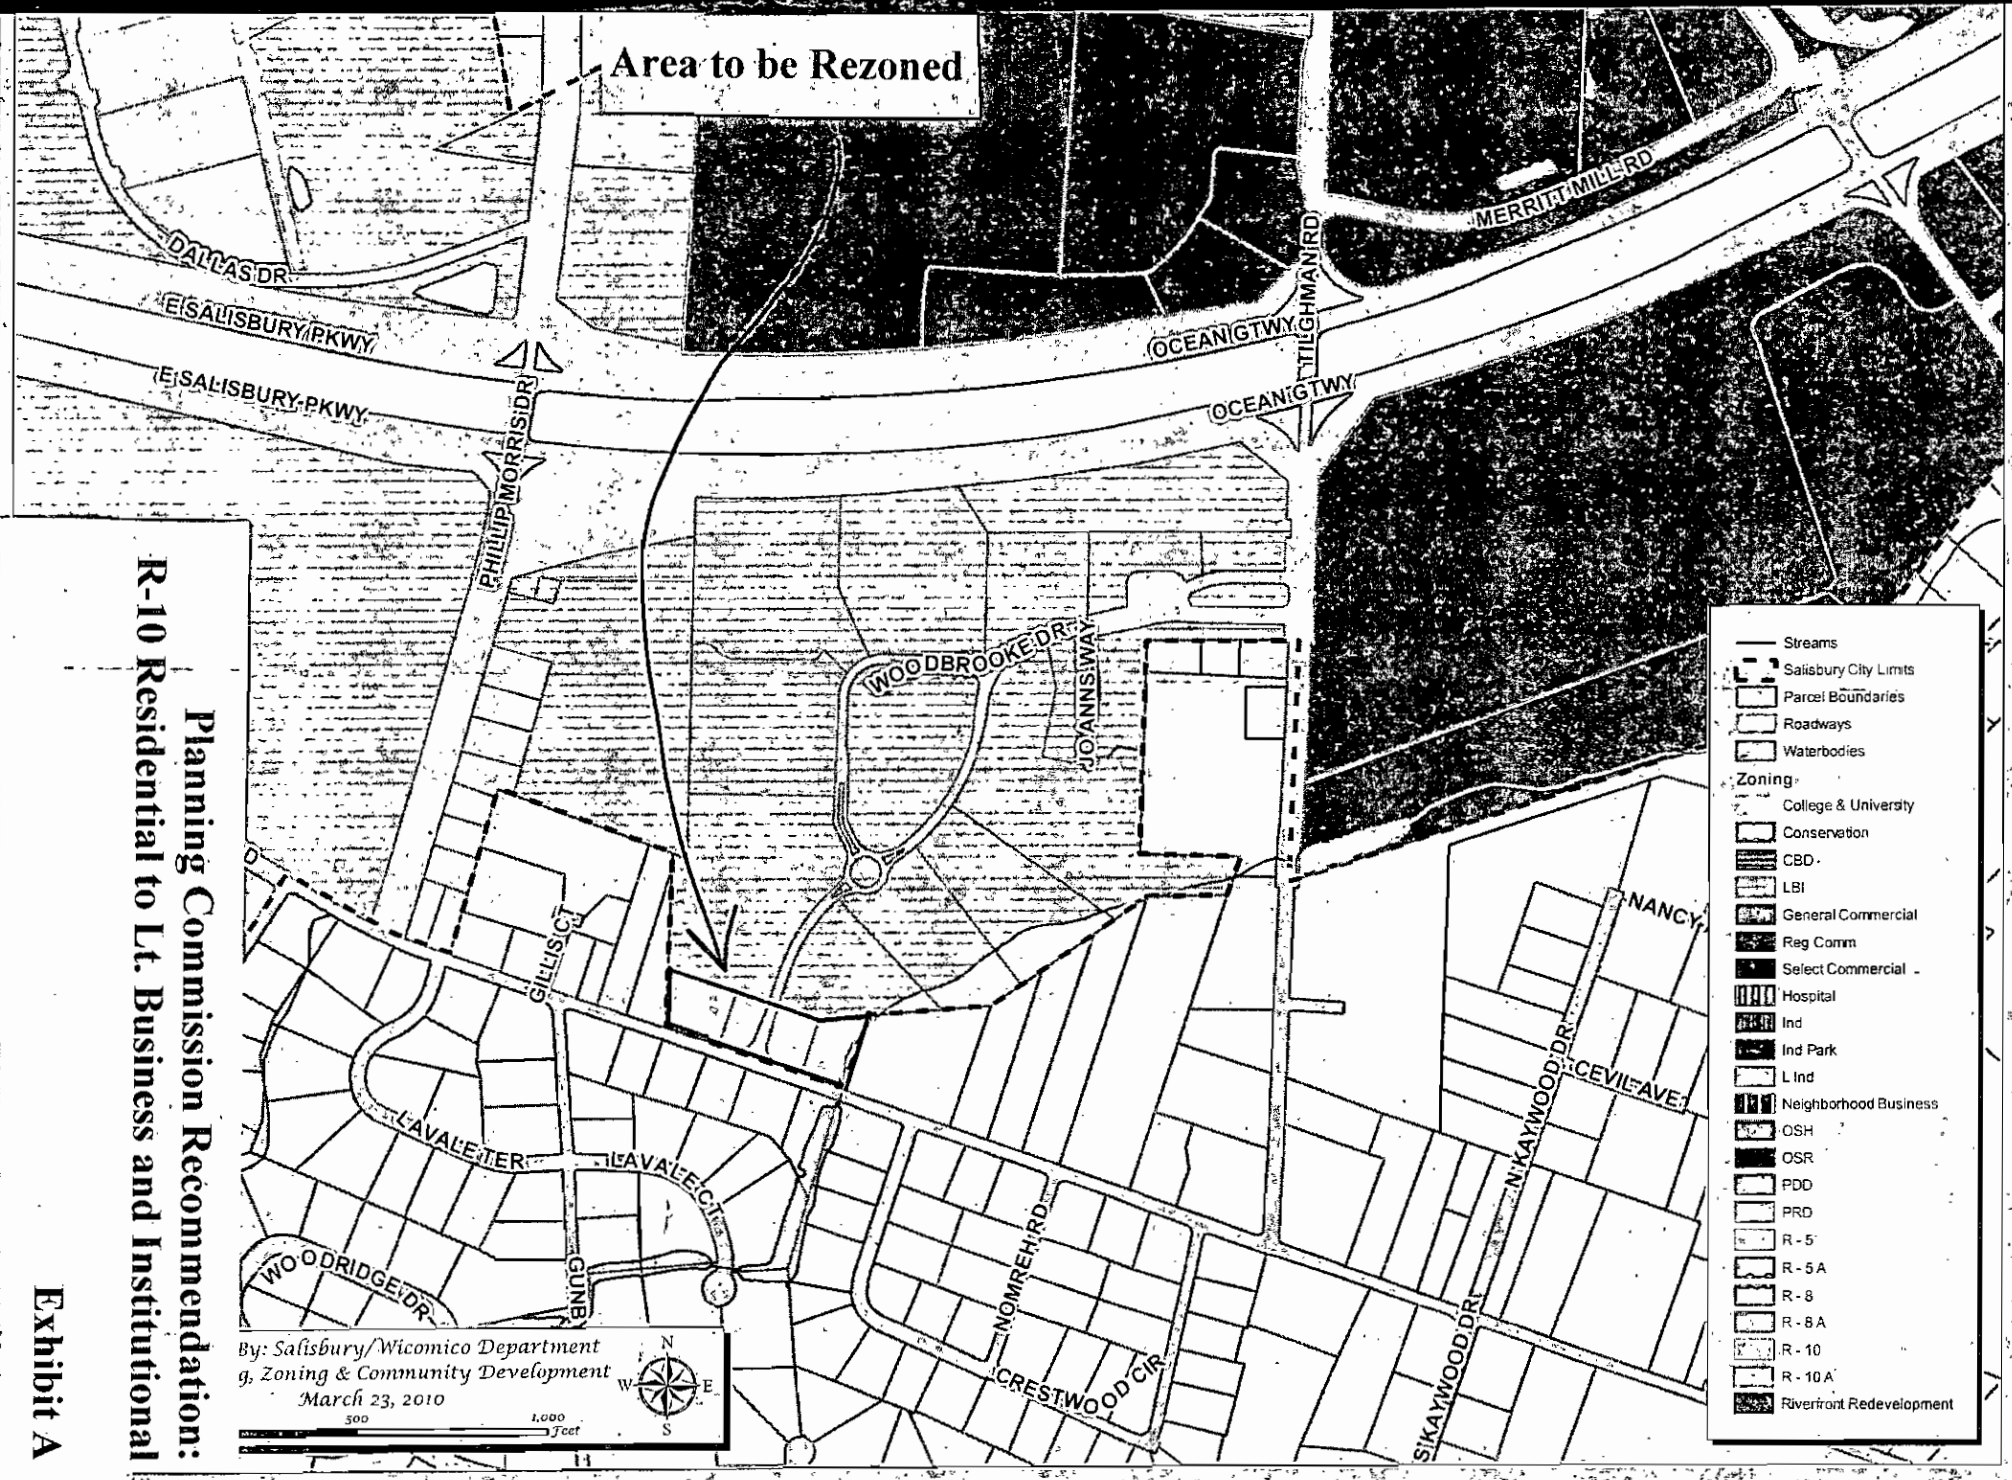 Area to be Rezoned
MERRITT MILL RD
DALLAS DR
E SALISBURY PKWY
E SALISBURY PKWY
OCEAN GTWY
TILGHMAN RD
OCEAN GTWY
PHILLIP MORRIS DR
WOODBROOKE DR
JOANS WAY
GILLIS CT
NANCY
CEVIL AVE
N KAYWOOD DR
LAVALE TER
LAVALE CT
WOODRIDGE DR
GUNBY
NOMREH RD
CRESTWOOD CIR
S KAYWOOD DR
Streams
Salisbury City Limits
Parcel Boundaries
Roadways
Waterbodies
Zoning
College & University
Conservation
CBD
LBI
General Commercial
Reg Comm
Select Commercial
Hospital
Ind
Ind Park
L Ind
Neighborhood Business
OSH
OSR
PDD
PRD
R - 5
R - 5A
R - 8
R - 8A
R - 10
R - 10A
Riverfront Redevelopment
By: Salisbury/Wicomico Department
g, Zoning & Community Development
March 23, 2010
500 1,000
Feet
N
W E
S
Planning Commission Recommendation:
R-10 Residential to Lt. Business and Institutional
Exhibit A